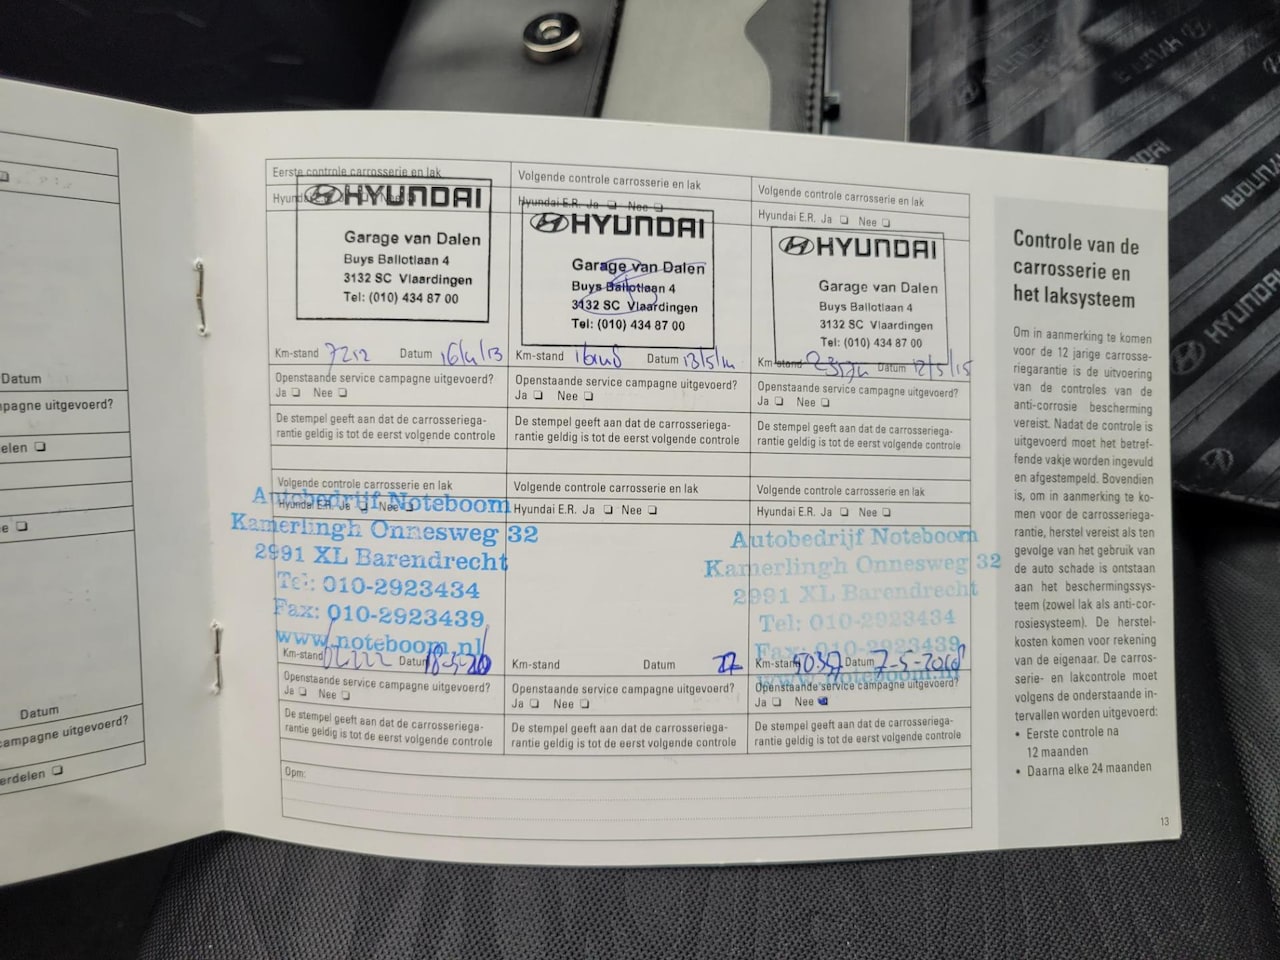 Datum
mpagne uitgevoerd?
elen
e
Datum
campagne uitgevoerd?
erdelen
Eerste controle carrosserie en lak
HYUNDAI
Garage van Dalen
Buys Ballotlaan 4
3132 SC Vlaardingen
Tel: (010) 434 87 00
Km-stand 7212 Datum 16/4/13
Openstaande service campagne uitgevoerd?
Ja Nee
De stempel geeft aan dat de carrosseriega-
rantie geldig is tot de eerst volgende controle
Volgende controle carrosserie en lak
Hyundai E.R. Ja Nee
HYUNDAI
Garage van Dalen
Buys Ballotlaan 4
3132 SC Vlaardingen
Tel: (010) 434 87 00
Km-stand Datum 13/5/14
Openstaande service campagne uitgevoerd?
Ja Nee
De stempel geeft aan dat de carrosseriega-
rantie geldig is tot de eerst volgende controle
Volgende controle carrosserie en lak
Hyundai E.R. Ja Nee
HYUNDAI
Garage van Dalen
Buys Ballotlaan 4
3132 SC Vlaardingen
Tel: (010) 434 87 00
Km-stand Datum 12/5/15
Openstaande service campagne uitgevoerd?
Ja Nee
De stempel geeft aan dat de carrosseriega-
rantie geldig is tot de eerst volgende controle
Volgende controle carrosserie en lak
Hyundai E.R. Ja Nee
Autobedrijf Noteboom
Kamerlingh Onnesweg 32
2991 XL Barendrecht
Tel: 010-2923434
Fax: 010-2923439
www.noteboom.nl
Km-stand Datum
Openstaande service campagne uitgevoerd?
Ja Nee
De stempel geeft aan dat de carrosseriega-
rantie geldig is tot de eerst volgende controle
Volgende controle carrosserie en lak
Hyundai E.R. Ja Nee
Km-stand Datum
Openstaande service campagne uitgevoerd?
Ja Nee
De stempel geeft aan dat de carrosseriega-
rantie geldig is tot de eerst volgende controle
Volgende controle carrosserie en lak
Hyundai E.R. Ja Nee
Autobedrijf Noteboom
Kamerlingh Onnesweg 32
2991 XL Barendrecht
Tel: 010-2923434
Fax: 010-2923439
www.noteboom.nl
Km-stand 50357 Datum
Openstaande service campagne uitgevoerd?
Ja Nee
De stempel geeft aan dat de carrosseriega-
rantie geldig is tot de eerst volgende controle
Opm:
Controle van de
carrosserie en
het laksysteem
Om in aanmerking te komen
voor de 12 jarige carrosse-
riegarantie is de uitvoering
van de controles van de
anti-corrosie bescherming
vereist. Nadat de controle is
uitgevoerd moet het betref-
fende vakje worden ingevuld
en afgestempeld. Bovendien
is, om in aanmerking te ko-
men voor de carrosseriega-
rantie, herstel vereist als ten
gevolge van het gebruik van
de auto schade is ontstaan
aan het beschermingssys-
teem (zowel lak als anti-cor-
rosiesysteem). De herstel-
kosten komen voor rekening
van de eigenaar. De carros-
serie- en lakcontrole moet
volgens de onderstaande in-
tervallen worden uitgevoerd:
• Eerste controle na
12 maanden
• Daarna elke 24 maanden
13
HYUNDAI
HYUNDAI
HYUNDAI